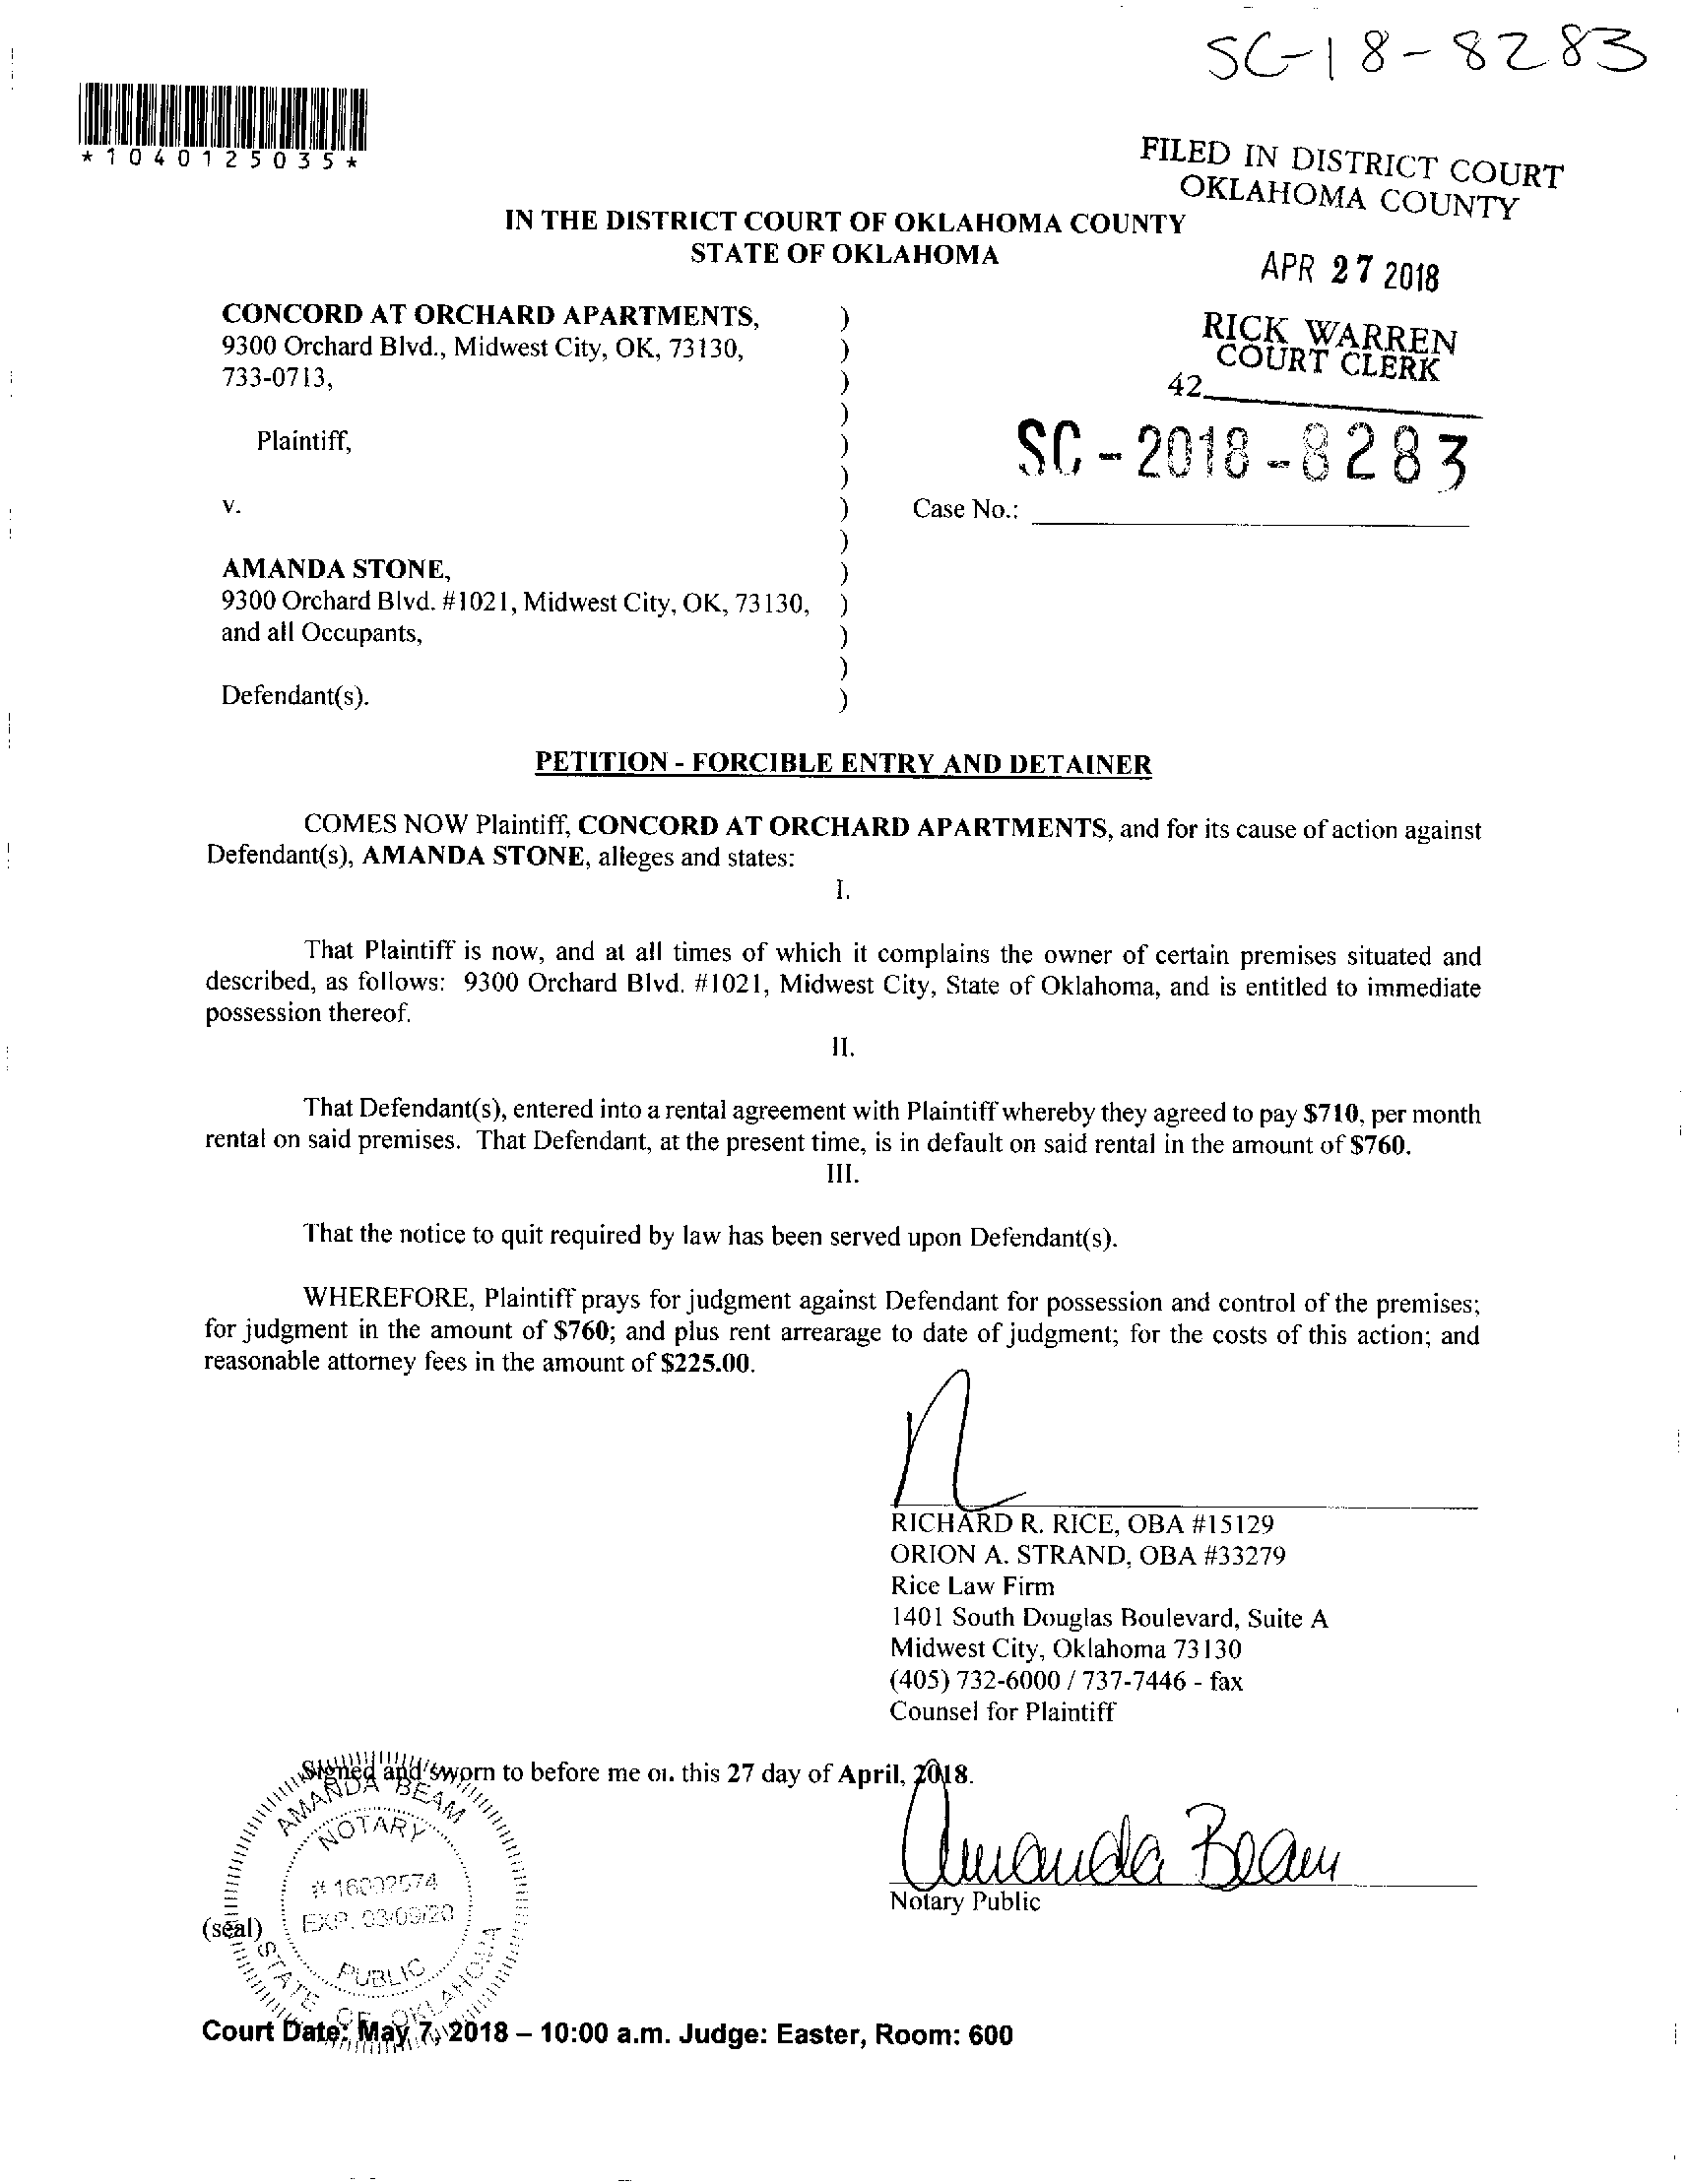 SC-18-8283
*1040125035*
FILED IN DISTRICT COURT
OKLAHOMA COUNTY
IN THE DISTRICT COURT OF OKLAHOMA COUNTY
STATE OF OKLAHOMA
APR 27 2018
CONCORD AT ORCHARD APARTMENTS, )
9300 Orchard Blvd., Midwest City, OK, 73130, )
733-0713, )
RICK WARREN
COURT CLERK
42
)
Plaintiff, )
SC-2018-8283
)
v. ) Case No.:
)
AMANDA STONE, )
9300 Orchard Blvd. #1021, Midwest City, OK, 73130, )
and all Occupants, )
)
Defendant(s). )
PETITION - FORCIBLE ENTRY AND DETAINER
COMES NOW Plaintiff, CONCORD AT ORCHARD APARTMENTS, and for its cause of action against
Defendant(s), AMANDA STONE, alleges and states:
I.
That Plaintiff is now, and at all times of which it complains the owner of certain premises situated and
described, as follows: 9300 Orchard Blvd. #1021, Midwest City, State of Oklahoma, and is entitled to immediate
possession thereof.
II.
That Defendant(s), entered into a rental agreement with Plaintiff whereby they agreed to pay $710, per month
rental on said premises. That Defendant, at the present time, is in default on said rental in the amount of $760.
III.
That the notice to quit required by law has been served upon Defendant(s).
WHEREFORE, Plaintiff prays for judgment against Defendant for possession and control of the premises;
for judgment in the amount of $760; and plus rent arrearage to date of judgment; for the costs of this action; and
reasonable attorney fees in the amount of $225.00.
RICHARD R. RICE, OBA #15129
ORION A. STRAND, OBA #33279
Rice Law Firm
1401 South Douglas Boulevard, Suite A
Midwest City, Oklahoma 73130
(405) 732-6000 / 737-7446 - fax
Counsel for Plaintiff
Signed and sworn to before me on this 27 day of April, 2018.
Amanda Beam
Notary Public
AMANDA BEAM
NOTARY
EXP. 03/09/20
(seal)
PUBLIC
STATE OF OKLAHOMA
Court Date: May 7, 2018 – 10:00 a.m. Judge: Easter, Room: 600